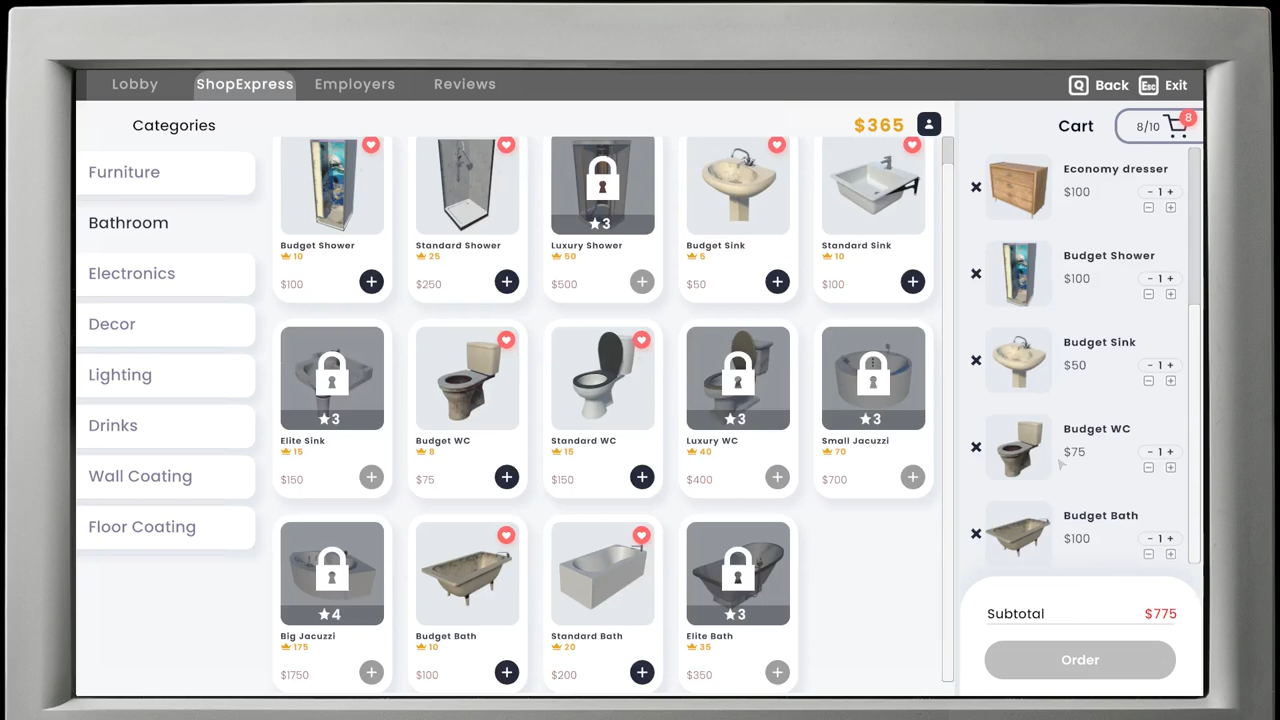 Lobby
ShopExpress
Employers
Reviews
Q Back Esc Exit
Categories
$365
Cart
8/10
8
Furniture
Bathroom
Electronics
Decor
Lighting
Drinks
Wall Coating
Floor Coating
Budget Shower
10
$100
Standard Shower
25
$250
★3
Luxury Shower
50
$500
Budget Sink
5
$50
Standard Sink
10
$100
★3
Elite Sink
15
$150
Budget WC
8
$75
Standard WC
15
$150
★3
Luxury WC
40
$400
★3
Small Jacuzzi
70
$700
★4
Big Jacuzzi
175
$1750
Budget Bath
10
$100
Standard Bath
20
$200
★3
Elite Bath
35
$350
Economy dresser
$100
- 1 +
Budget Shower
$100
- 1 +
Budget Sink
$50
- 1 +
Budget WC
$75
- 1 +
Budget Bath
$100
- 1 +
Subtotal $775
Order